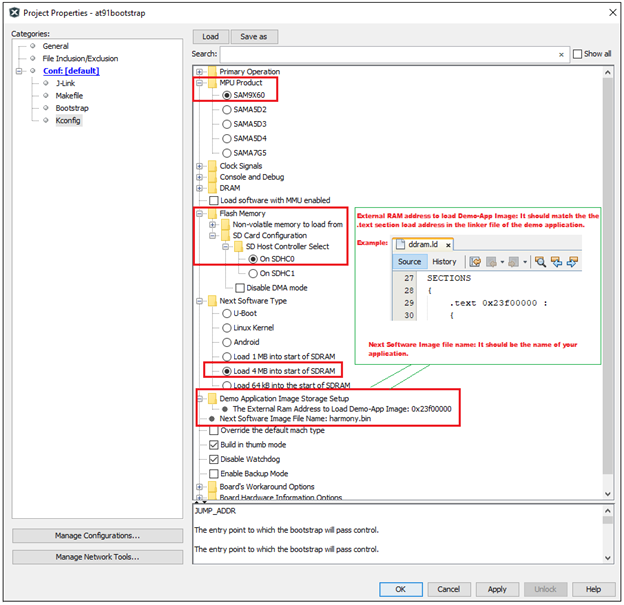 Project Properties - at91bootstrap
Categories:
General
File Inclusion/Exclusion
Conf: [default]
J-Link
Makefile
Bootstrap
Kconfig
Manage Configurations...
Manage Network Tools...
Load
Save as
Search:
Show all
Primary Operation
MPU Product
SAM9X60
SAMA5D2
SAMA5D3
SAMA5D4
SAMA7G5
Clock Signals
Console and Debug
DRAM
Load software with MMU enabled
Flash Memory
Non-volatile memory to load from
SD Card Configuration
SD Host Controller Select
On SDHC0
On SDHC1
Disable DMA mode
Next Software Type
U-Boot
Linux Kernel
Android
Load 1 MB into start of SDRAM
Load 4 MB into start of SDRAM
Load 64 kB into the start of SDRAM
Demo Application Image Storage Setup
The External Ram Address to Load Demo-App Image: 0x23f00000
Next Software Image File Name: harmony.bin
Override the default mach type
Build in thumb mode
Disable Watchdog
Enable Backup Mode
Board's Workaround Options
Board Hardware Information Options
External RAM address to load Demo-App Image: It should match the the
.text section load address in the linker file of the demo application.
Example:
ddram.ld
Source
History
27 SECTIONS
28 {
29 .text 0x23f00000 :
30 {
Next Software Image file name: It should be the name of your
application.
JUMP_ADDR
The entry point to which the bootstrap will pass control.
The entry point to which the bootstrap will pass control.
OK
Cancel
Apply
Unlock
Help